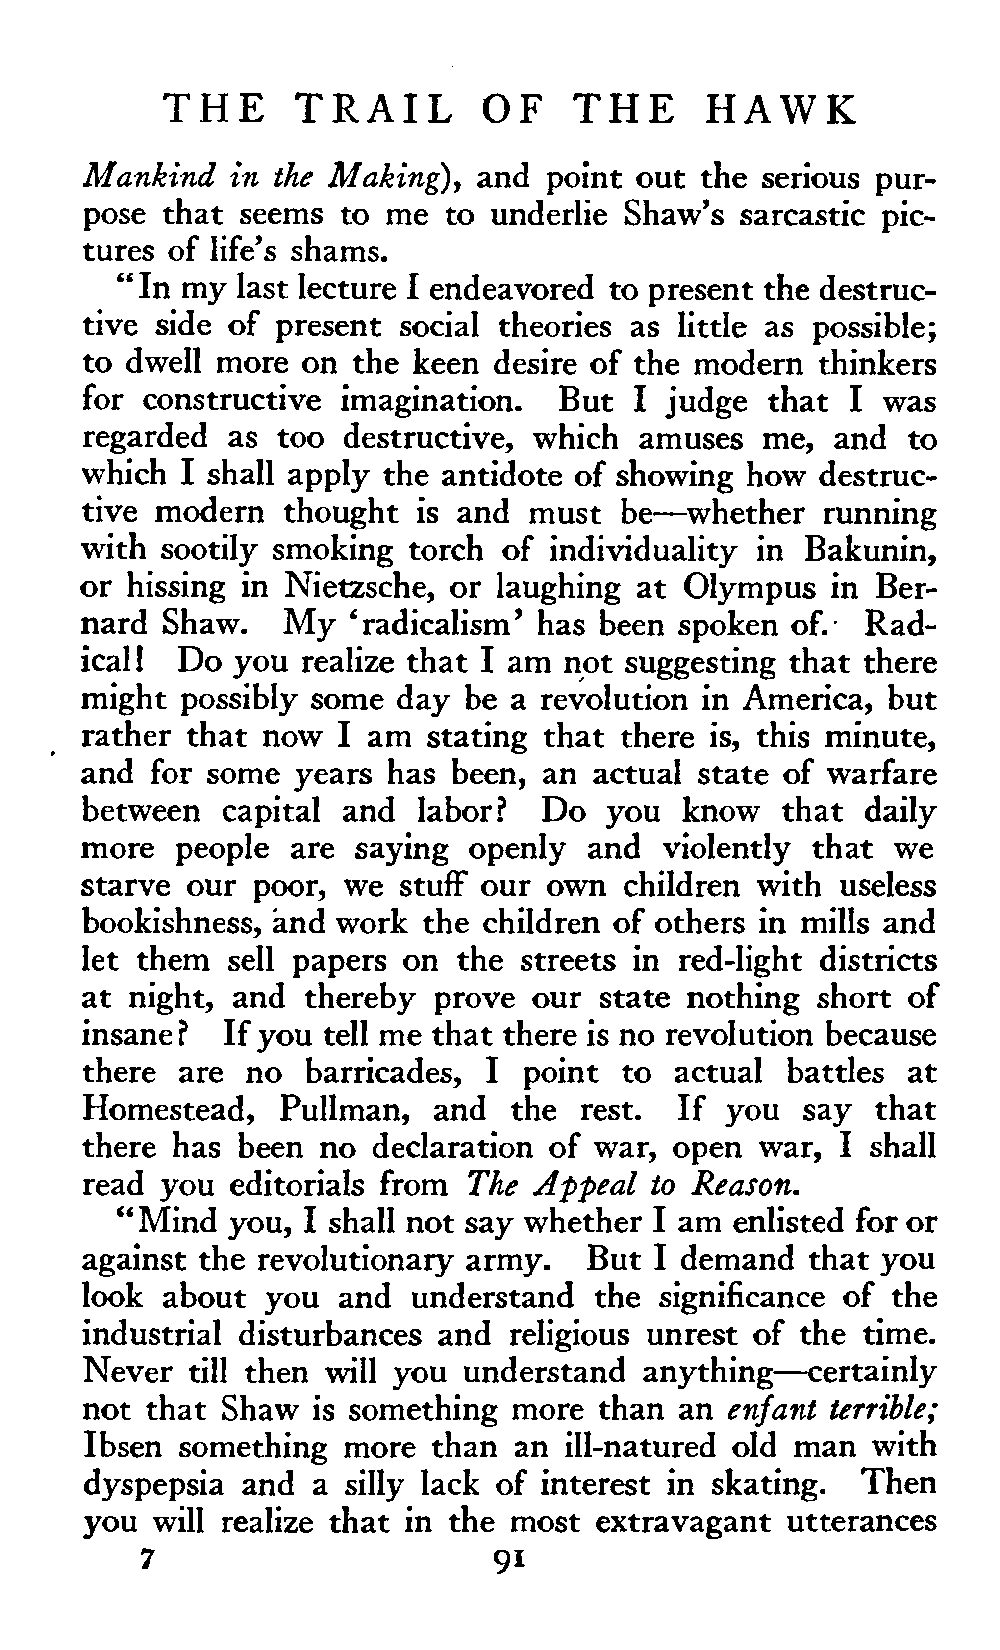 THE TRAIL OF THE HAWK
Mankind in the Making), and point out the serious pur-
pose that seems to me to underlie Shaw's sarcastic pic-
tures of life's shams.
"In my last lecture I endeavored to present the destruc-
tive side of present social theories as little as possible;
to dwell more on the keen desire of the modern thinkers
for constructive imagination. But I judge that I was
regarded as too destructive, which amuses me, and to
which I shall apply the antidote of showing how destruc-
tive modern thought is and must be—whether running
with sootily smoking torch of individuality in Bakunin,
or hissing in Nietzsche, or laughing at Olympus in Ber-
nard Shaw. My 'radicalism' has been spoken of. Rad-
ical! Do you realize that I am not suggesting that there
might possibly some day be a revolution in America, but
rather that now I am stating that there is, this minute,
and for some years has been, an actual state of warfare
between capital and labor? Do you know that daily
more people are saying openly and violently that we
starve our poor, we stuff our own children with useless
bookishness, and work the children of others in mills and
let them sell papers on the streets in red-light districts
at night, and thereby prove our state nothing short of
insane? If you tell me that there is no revolution because
there are no barricades, I point to actual battles at
Homestead, Pullman, and the rest. If you say that
there has been no declaration of war, open war, I shall
read you editorials from The Appeal to Reason.
"Mind you, I shall not say whether I am enlisted for or
against the revolutionary army. But I demand that you
look about you and understand the significance of the
industrial disturbances and religious unrest of the time.
Never till then will you understand anything—certainly
not that Shaw is something more than an enfant terrible;
Ibsen something more than an ill-natured old man with
dyspepsia and a silly lack of interest in skating. Then
you will realize that in the most extravagant utterances
7 91